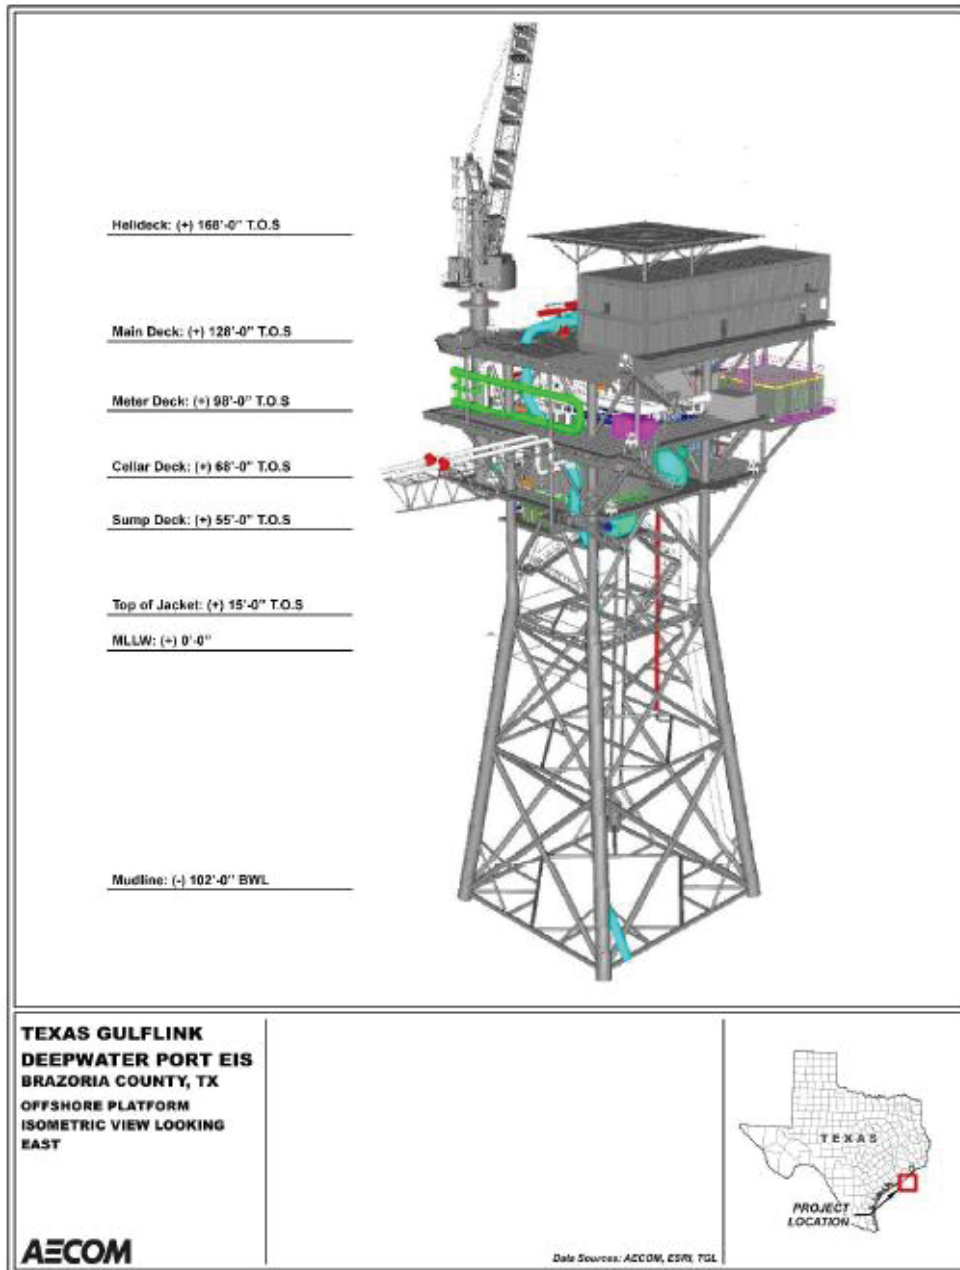 Helideck: (+) 168'-0" T.O.S
Main Deck: (+) 128'-0" T.O.S
Meter Deck: (+) 98'-0" T.O.S
Cellar Deck: (+) 68'-0" T.O.S
Sump Deck: (+) 55'-0" T.O.S
Top of Jacket: (+) 15'-0" T.O.S
MLLW: (+) 0'-0"
Mudline: (-) 102'-0" BWL
TEXAS GULFLINK
DEEPWATER PORT EIS
BRAZORIA COUNTY, TX
OFFSHORE PLATFORM
ISOMETRIC VIEW LOOKING
EAST
AECOM
Data Sources: AECOM, ESRI, TGL
TEXAS
PROJECT
LOCATION